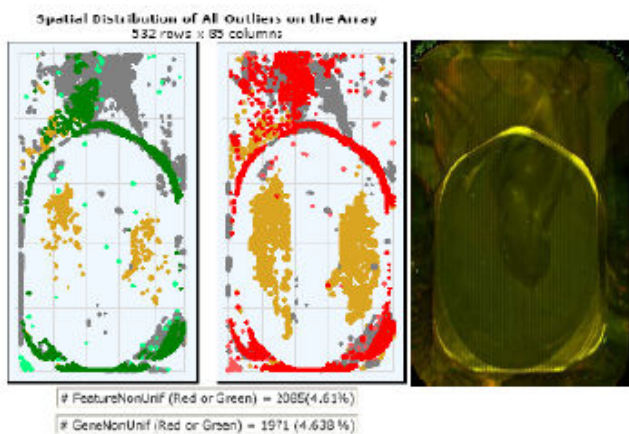 Spatial Distribution of All Outliers on the Array
532 rows x 85 columns
# FeatureNonUnif (Red or Green) = 2085(4.61%)
# GeneNonUnif (Red or Green) = 1971 (4.638 %)